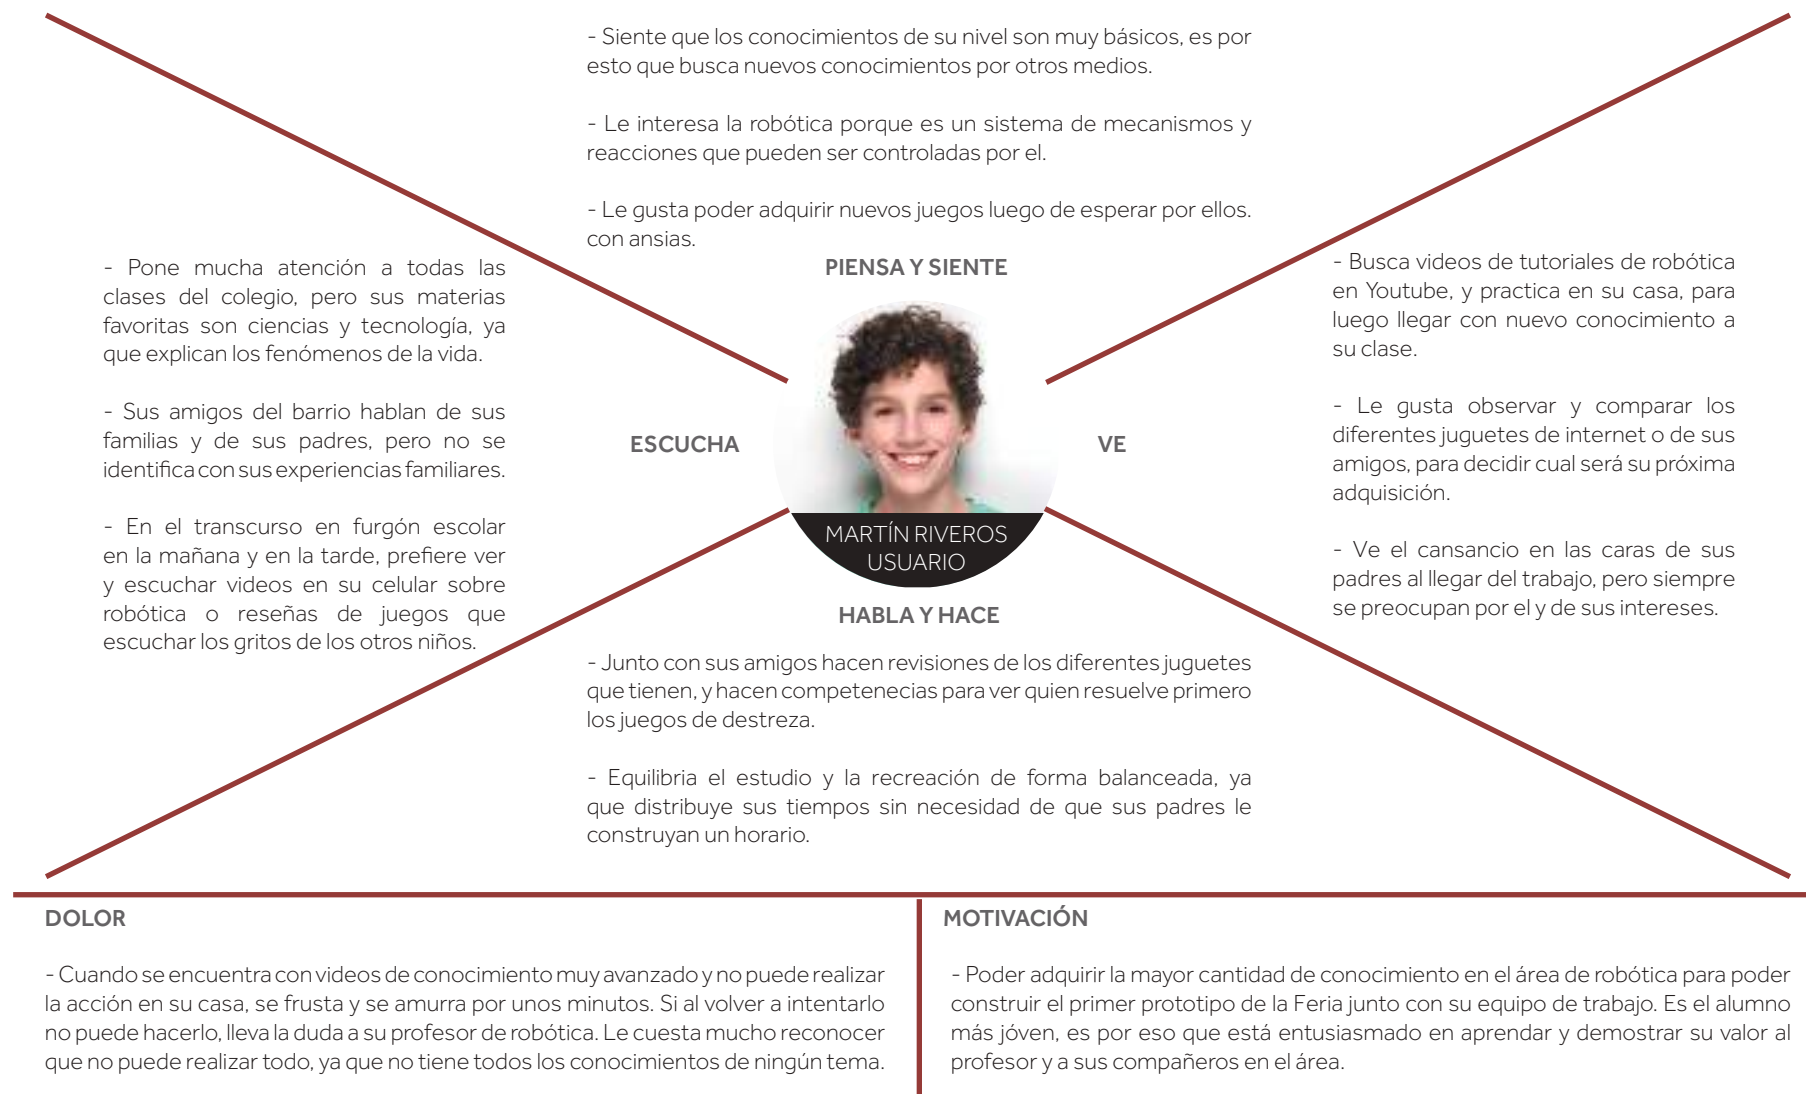 - Siente que los conocimientos de su nivel son muy básicos, es por
esto que busca nuevos conocimientos por otros medios.
- Le interesa la robótica porque es un sistema de mecanismos y
reacciones que pueden ser controladas por el.
- Le gusta poder adquirir nuevos juegos luego de esperar por ellos.
con ansias.
PIENSA Y SIENTE
- Pone mucha atención a todas las
clases del colegio, pero sus materias
favoritas son ciencias y tecnología, ya
que explican los fenómenos de la vida.
- Sus amigos del barrio hablan de sus
familias y de sus padres, pero no se
identifica con sus experiencias familiares.
- En el transcurso en furgón escolar
en la mañana y en la tarde, prefiere ver
y escuchar videos en su celular sobre
robótica o reseñas de juegos que
escuchar los gritos de los otros niños.
ESCUCHA
MARTÍN RIVEROS
USUARIO
VE
- Busca videos de tutoriales de robótica
en Youtube, y practica en su casa, para
luego llegar con nuevo conocimiento a
su clase.
- Le gusta observar y comparar los
diferentes juguetes de internet o de sus
amigos, para decidir cual será su próxima
adquisición.
- Ve el cansancio en las caras de sus
padres al llegar del trabajo, pero siempre
se preocupan por el y de sus intereses.
HABLA Y HACE
- Junto con sus amigos hacen revisiones de los diferentes juguetes
que tienen, y hacen competenecias para ver quien resuelve primero
los juegos de destreza.
- Equilibria el estudio y la recreación de forma balanceada, ya
que distribuye sus tiempos sin necesidad de que sus padres le
construyan un horario.
DOLOR
- Cuando se encuentra con videos de conocimiento muy avanzado y no puede realizar
la acción en su casa, se frusta y se amurra por unos minutos. Si al volver a intentarlo
no puede hacerlo, lleva la duda a su profesor de robótica. Le cuesta mucho reconocer
que no puede realizar todo, ya que no tiene todos los conocimientos de ningún tema.
MOTIVACIÓN
- Poder adquirir la mayor cantidad de conocimiento en el área de robótica para poder
construir el primer prototipo de la Feria junto con su equipo de trabajo. Es el alumno
más jóven, es por eso que está entusiasmado en aprendar y demostrar su valor al
profesor y a sus compañeros en el área.